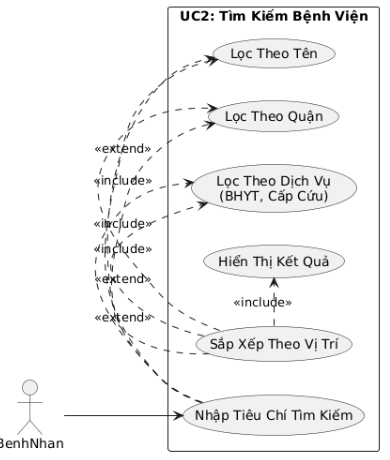 UC2: Tìm Kiếm Bệnh Viện
Lọc Theo Tên
Lọc Theo Quận
«extend»
«include»
Lọc Theo Dịch Vụ
(BHYT, Cấp Cứu)
«include»
«include»
Hiển Thị Kết Quả
«extend»
«include»
«extend»
Sắp Xếp Theo Vị Trí
Nhập Tiêu Chí Tìm Kiếm
BenhNhan